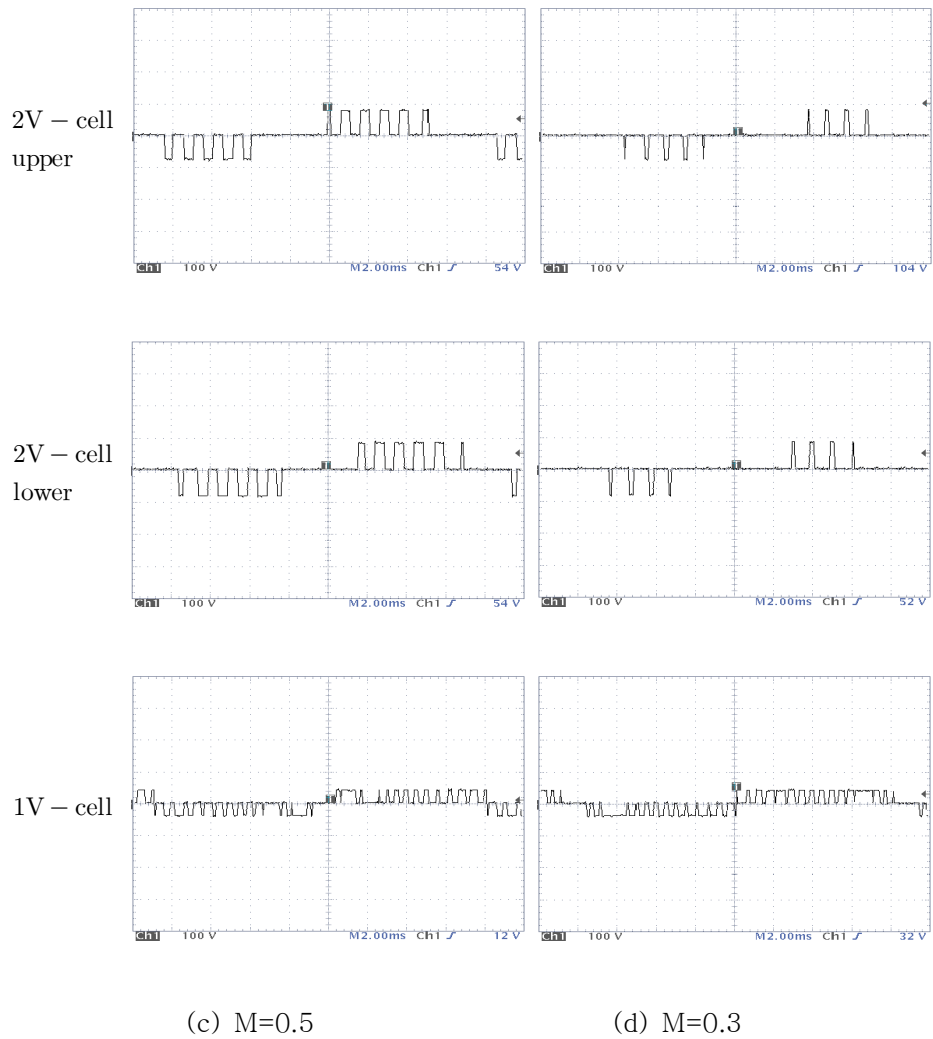 2V − cell
upper
Ch1 100 V M2.00ms Ch1 54 V
Ch1 100 V M2.00ms Ch1 104 V
2V − cell
lower
Ch1 100 V M2.00ms Ch1 54 V
Ch1 100 V M2.00ms Ch1 52 V
1V − cell
Ch1 100 V M2.00ms Ch1 12 V
Ch1 100 V M2.00ms Ch1 32 V
(c) M=0.5
(d) M=0.3